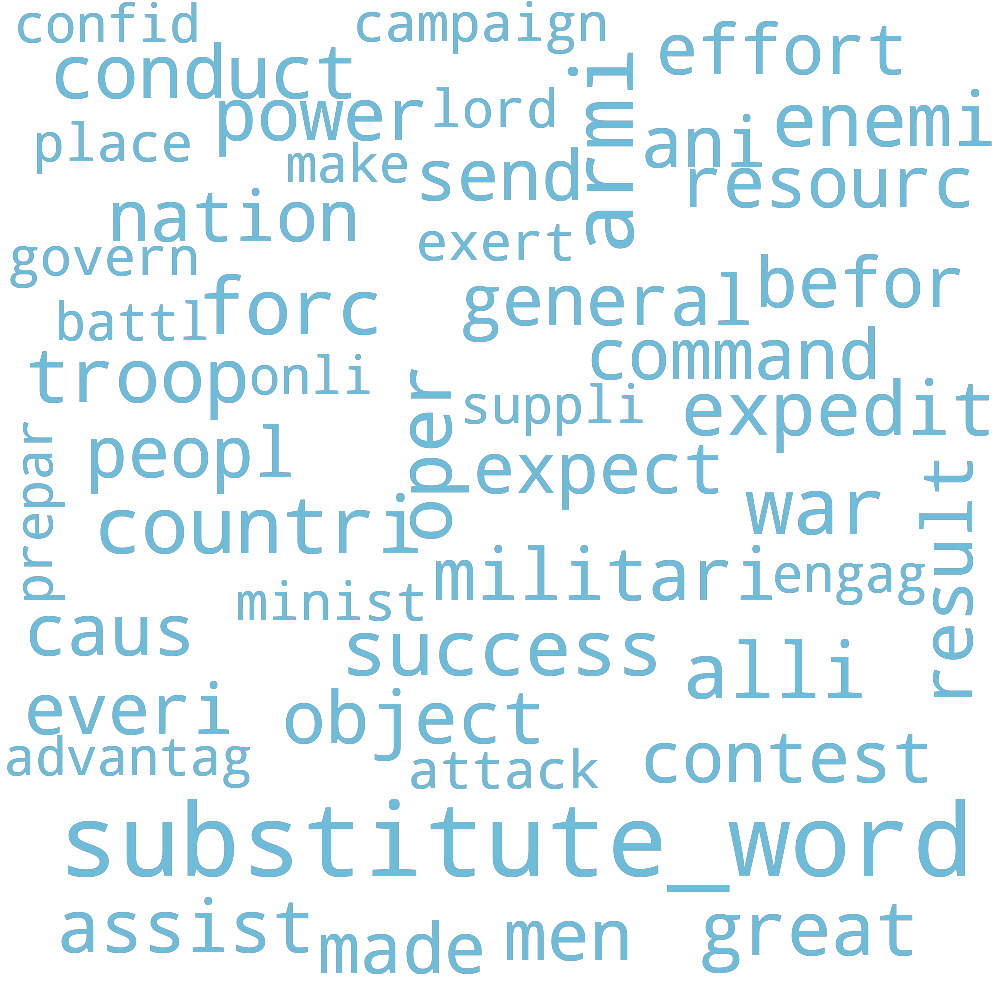 confid
campaign
effort
conduct
power
lord
armi
ani
enemi
place
make
send
resourc
nation
exert
govern
battl
forc
general
befor
command
troop
onli
oper
suppli
expedit
prepar
peopl
expect
war
result
countri
militari
engag
minist
caus
success
alli
everi
object
advantag
attack
contest
substitute_word
assist
made
men
great